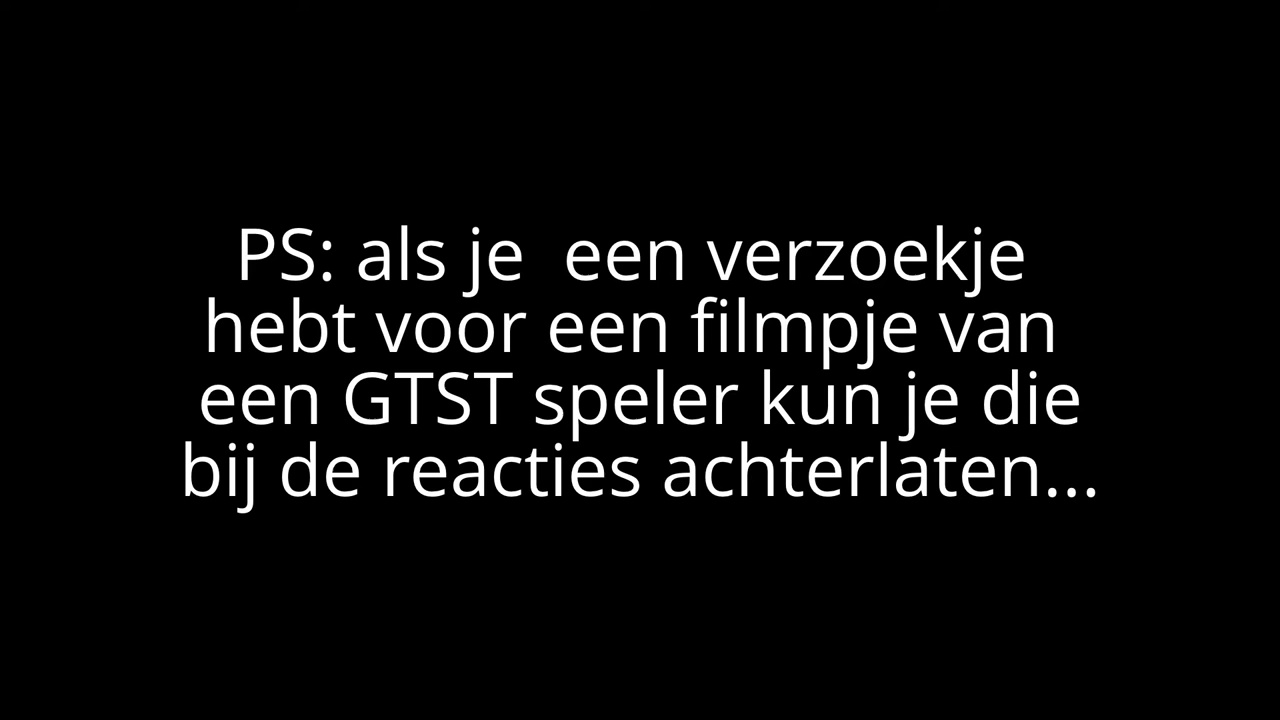 PS: als je  een verzoekje
hebt voor een filmpje van
een GTST speler kun je die
bij de reacties achterlaten...